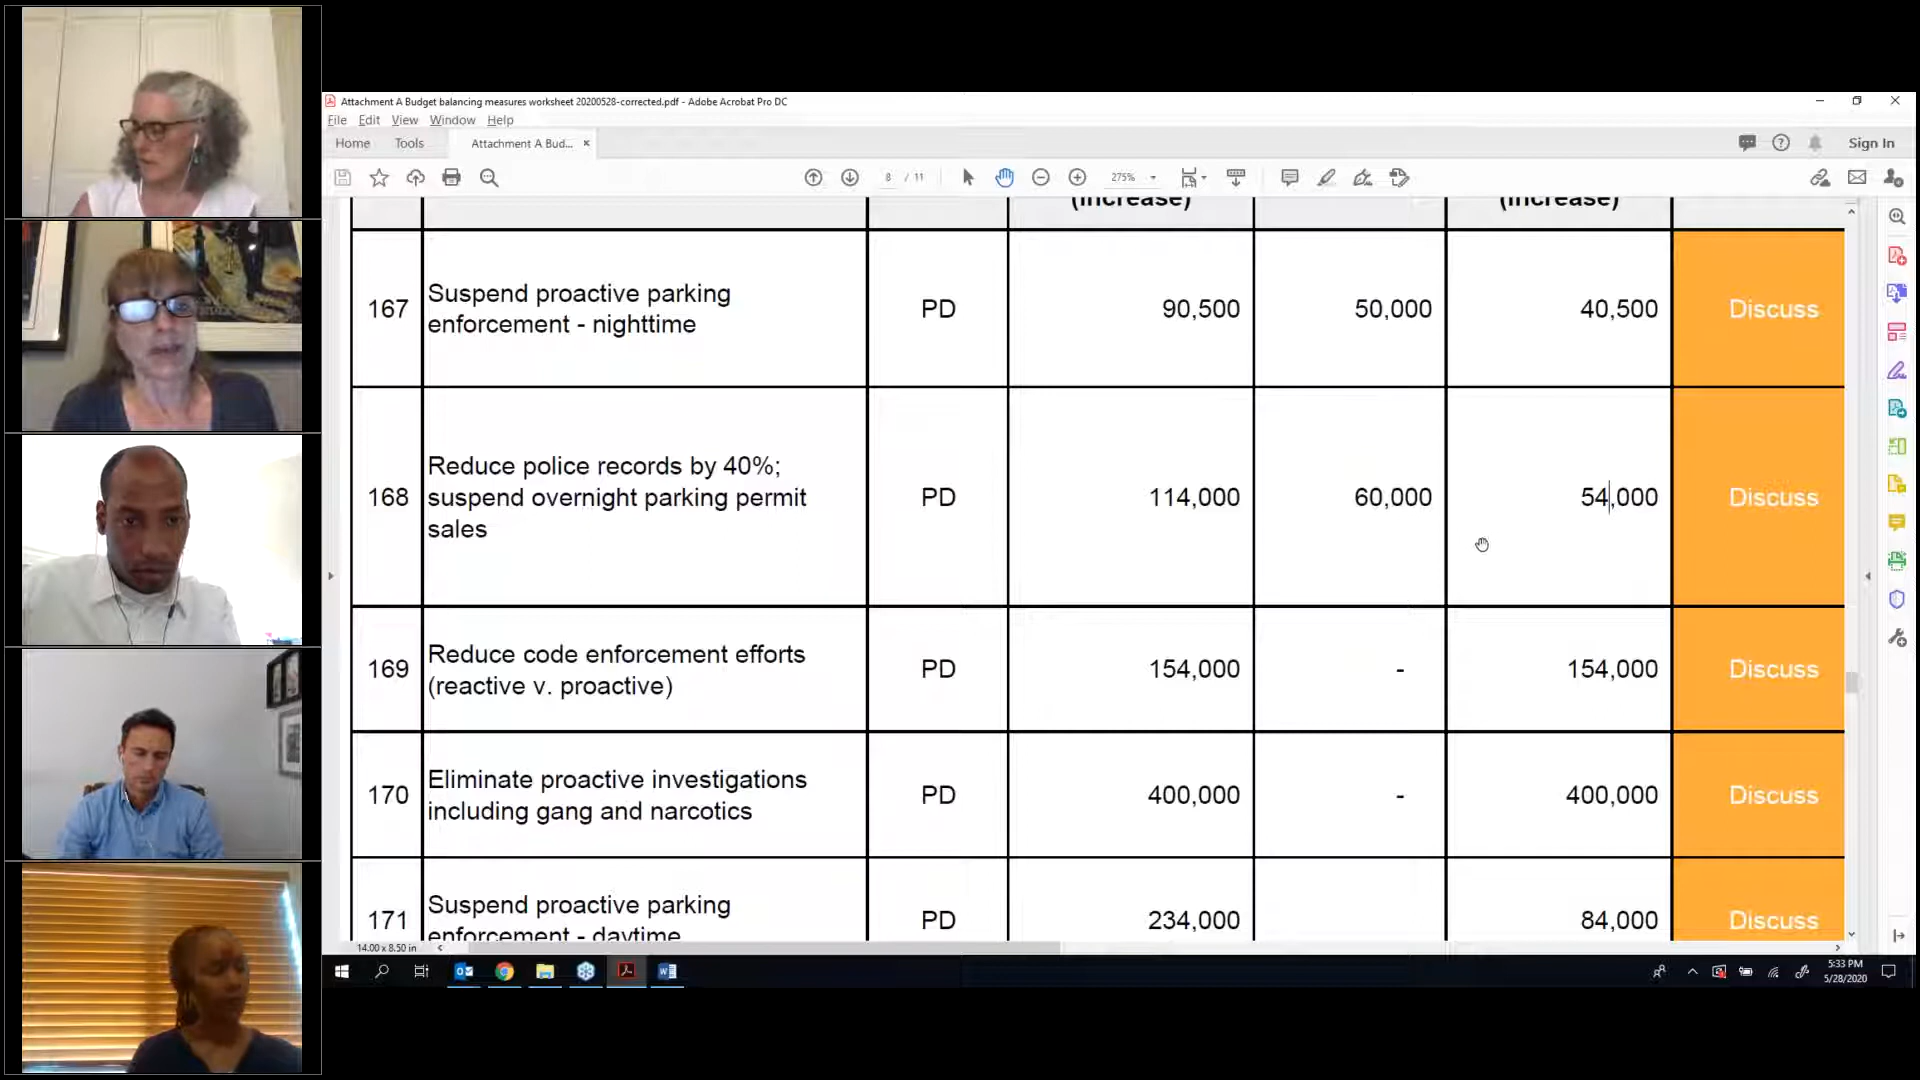 Attachment A Budget balancing measures worksheet 20200528-corrected.pdf - Adobe Acrobat Pro DC
File Edit View Window Help
Home Tools Attachment A Bud... ×
Sign In
8 / 11 275%
(increase) (increase)
167 Suspend proactive parking enforcement - nighttime PD 90,500 50,000 40,500 Discuss
168 Reduce police records by 40%; suspend overnight parking permit sales PD 114,000 60,000 54,000 Discuss
169 Reduce code enforcement efforts (reactive v. proactive) PD 154,000 - 154,000 Discuss
170 Eliminate proactive investigations including gang and narcotics PD 400,000 - 400,000 Discuss
171 Suspend proactive parking enforcement - daytime PD 234,000 84,000 Discuss
14.00 x 8.50 in
5:33 PM
5/28/2020